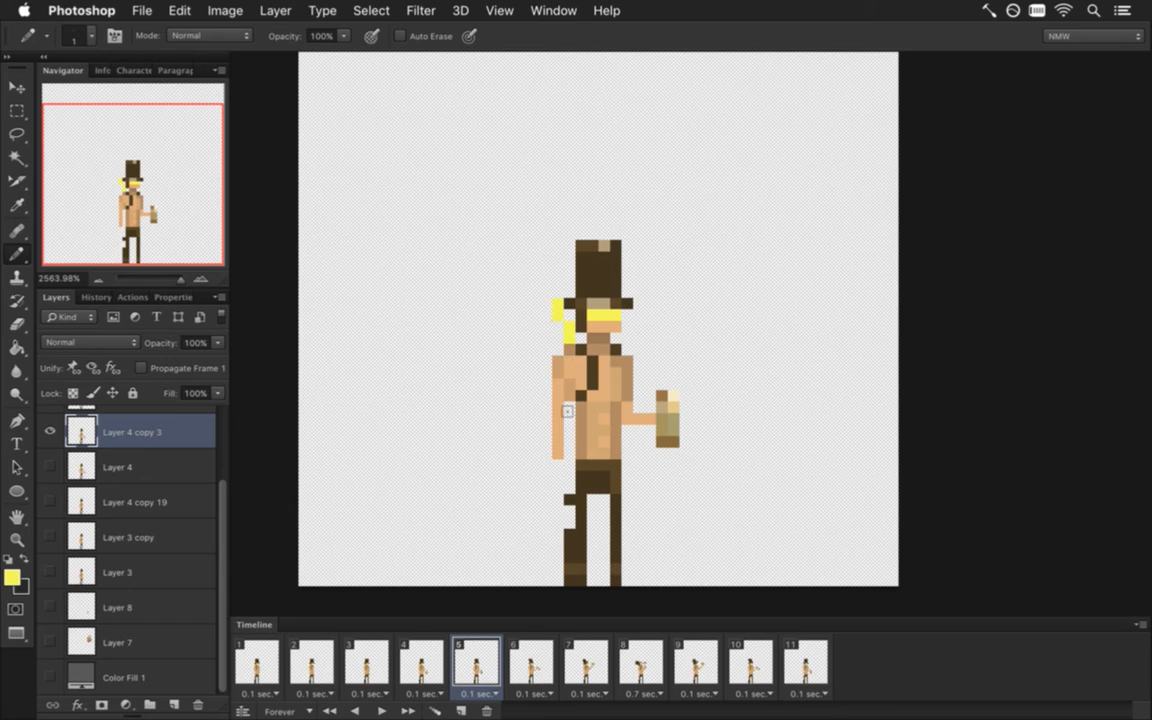 Photoshop File Edit Image Layer Type Select Filter 3D View Window Help
1 Mode: Normal Opacity: 100% Auto Erase NMW
Navigator Info Characte Paragrap
2563.98%
Layers History Actions Propertie
Kind
Normal Opacity: 100%
Unify: Propagate Frame 1
Lock: Fill: 100%
Layer 4 copy 3
Layer 4
Layer 4 copy 19
Layer 3 copy
Layer 3
Layer 8
Layer 7
Color Fill 1
Timeline
1 2 3 4 5 6 7 8 9 10 11
0.1 sec. 0.1 sec. 0.1 sec. 0.1 sec. 0.1 sec. 0.1 sec. 0.1 sec. 0.7 sec. 0.1 sec. 0.1 sec. 0.1 sec.
Forever